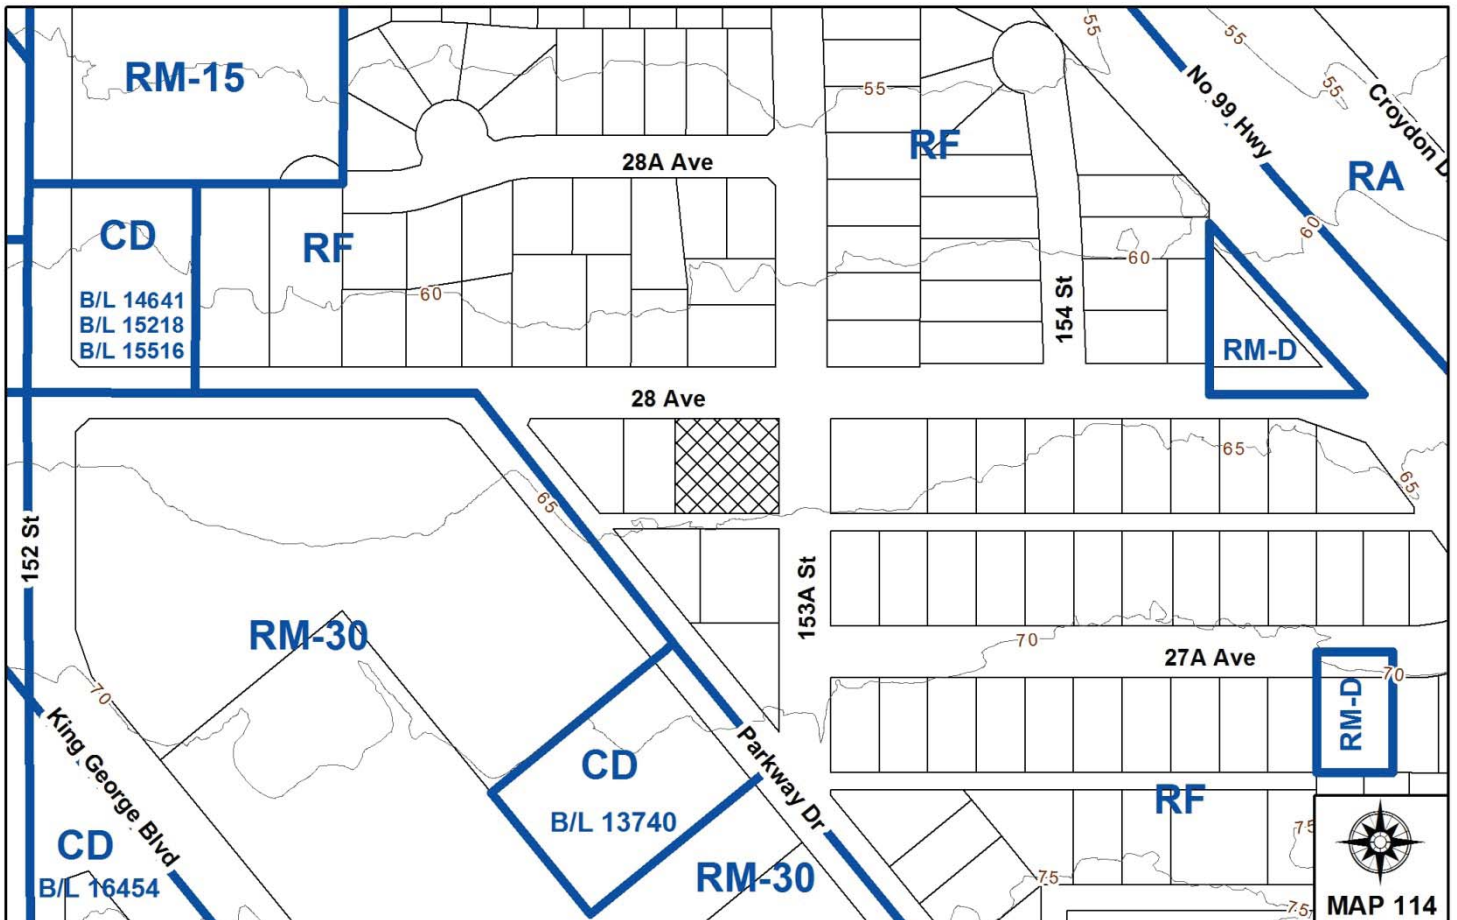 RM-15
No 99 Hwy
Croydon D
55
55
55
55
RF
28A Ave
RA
CD
RF
B/L 14641
B/L 15218
B/L 15516
60
60
60
154 St
RM-D
28 Ave
65
65
65
152 St
153A St
RM-30
70
27A Ave
70
70
RM-D
King George Blvd
Parkway Dr
CD
B/L 13740
RF
CD
B/L 16454
RM-30
75
75
75
MAP 114